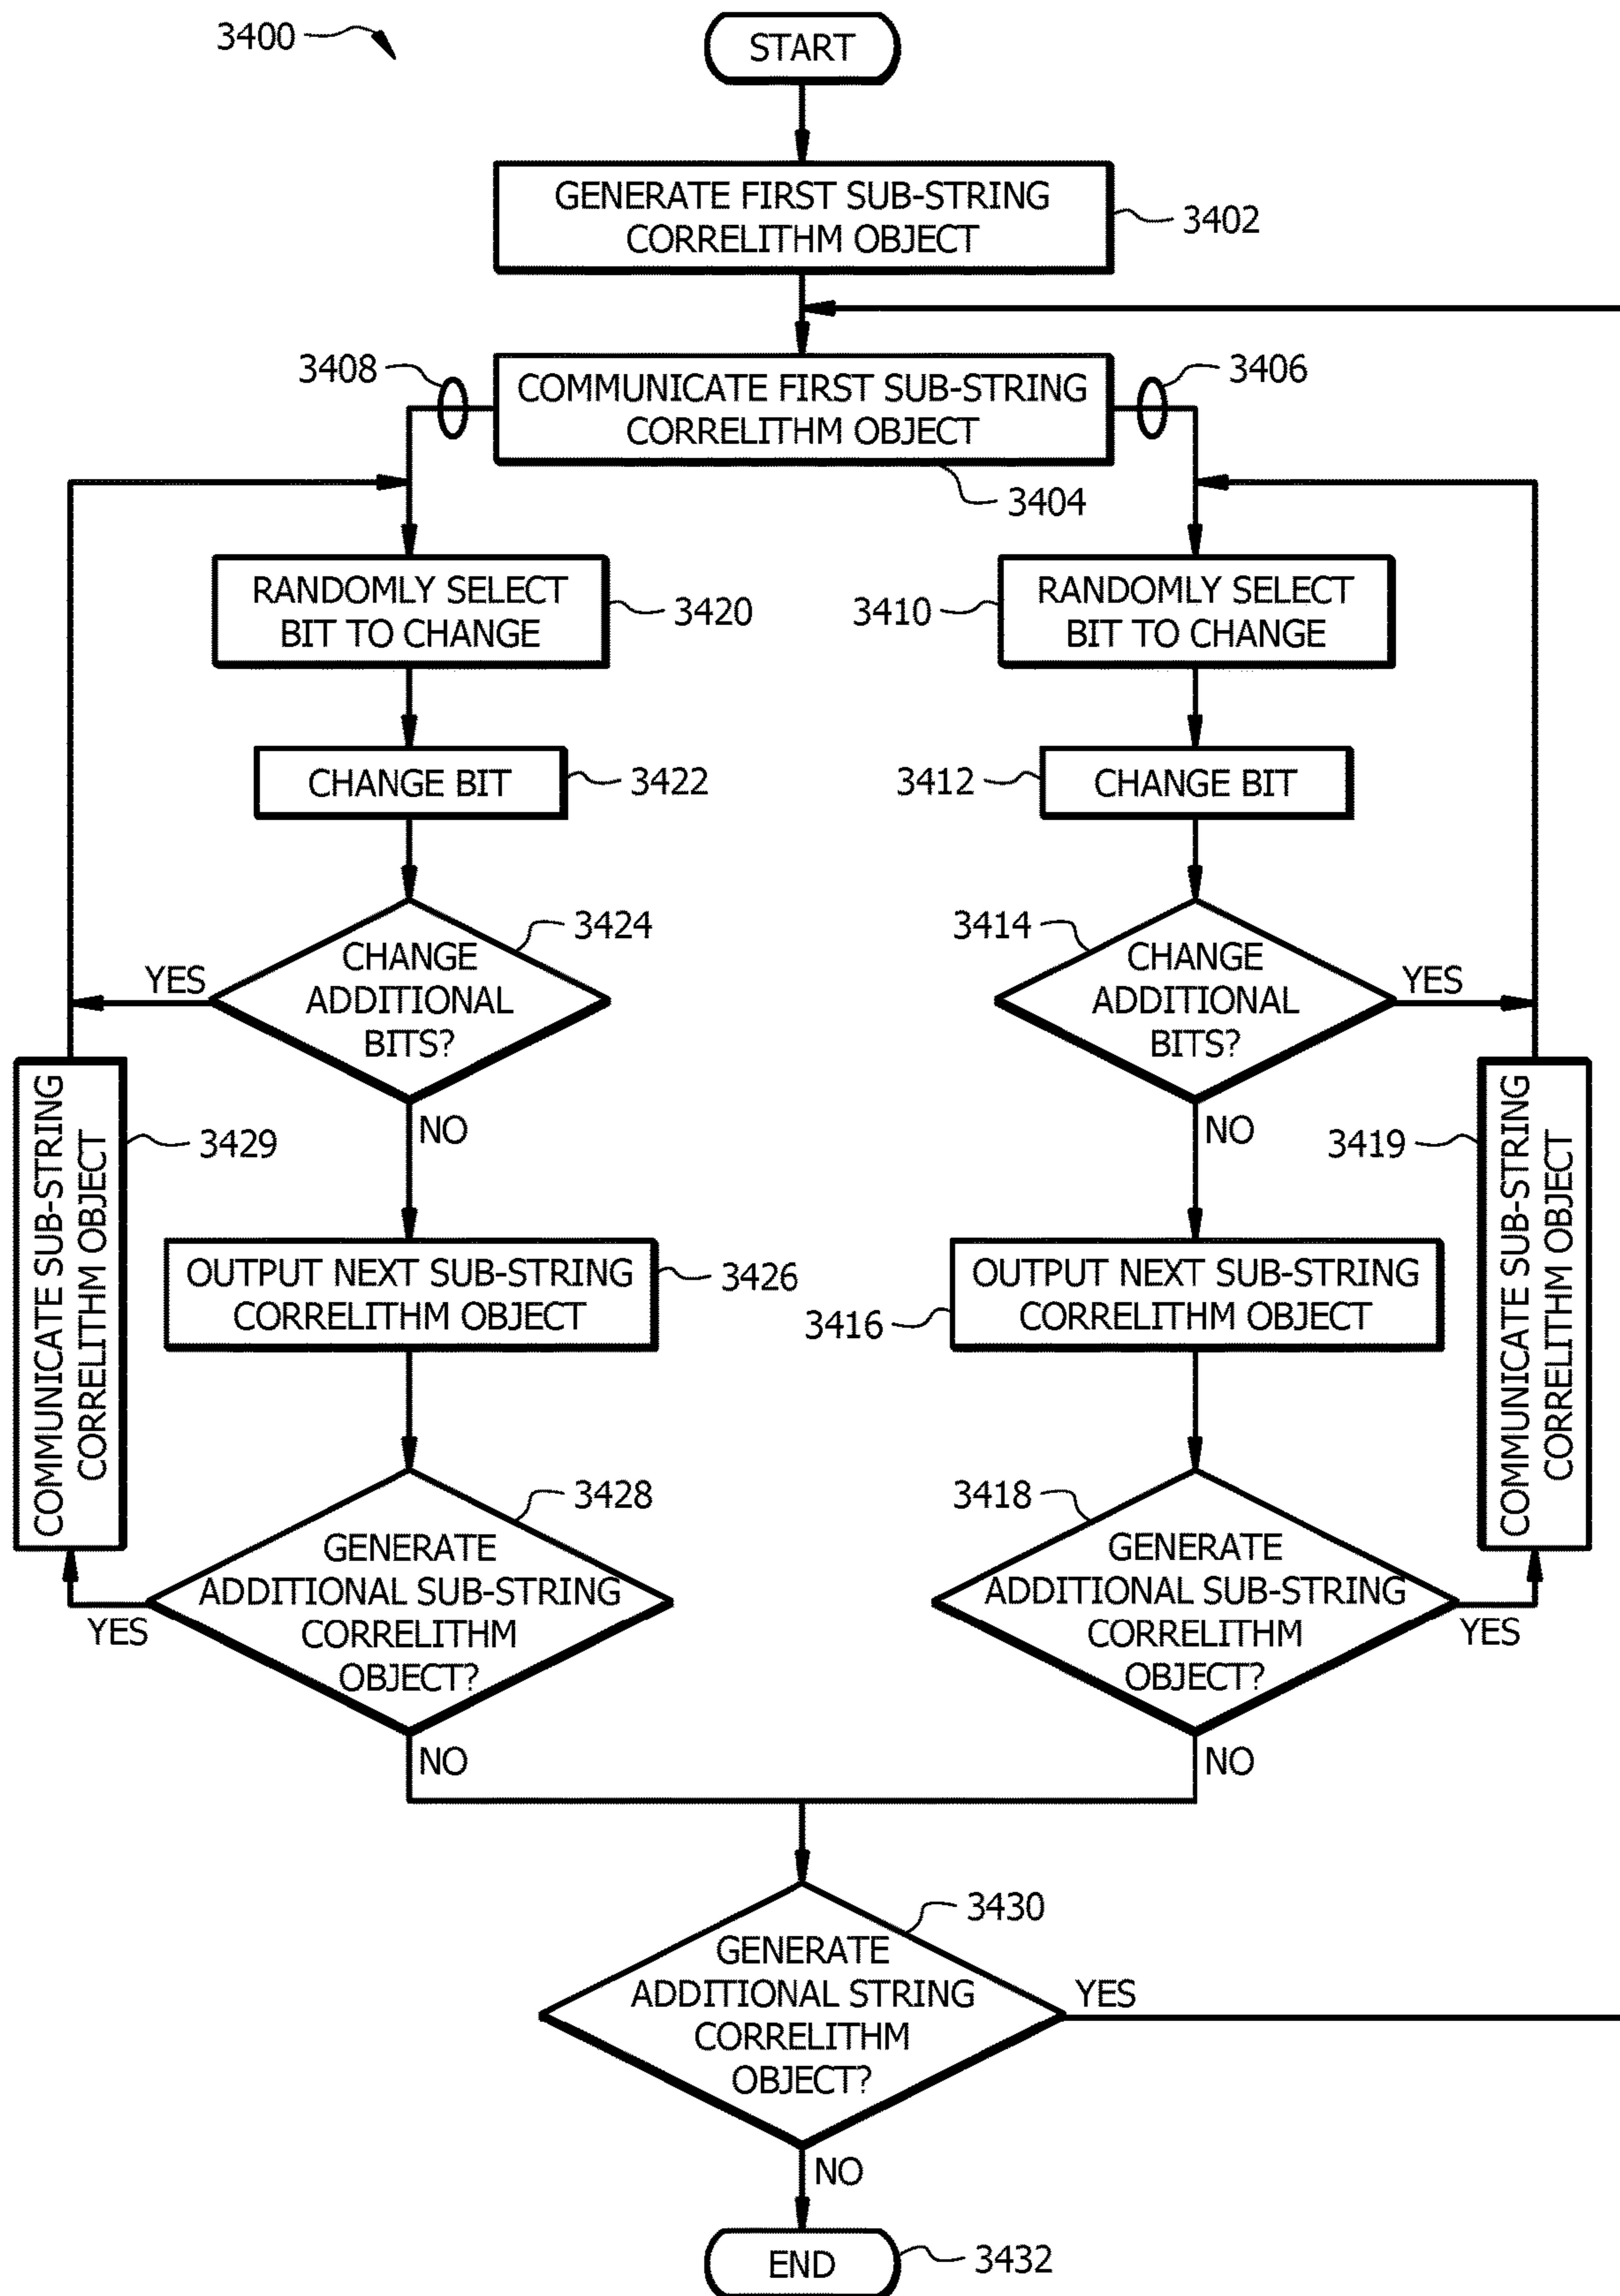 3400
START
GENERATE FIRST SUB-STRING
CORRELITHM OBJECT
3402
3408
COMMUNICATE FIRST SUB-STRING
CORRELITHM OBJECT
3406
3404
RANDOMLY SELECT
BIT TO CHANGE
3420
3410
RANDOMLY SELECT
BIT TO CHANGE
CHANGE BIT
3422
3412
CHANGE BIT
CHANGE
ADDITIONAL
BITS?
3424
YES
NO
3414
CHANGE
ADDITIONAL
BITS?
YES
NO
COMMUNICATE SUB-STRING
CORRELITHM OBJECT
3429
3419
COMMUNICATE SUB-STRING
CORRELITHM OBJECT
OUTPUT NEXT SUB-STRING
CORRELITHM OBJECT
3426
3416
OUTPUT NEXT SUB-STRING
CORRELITHM OBJECT
3428
GENERATE
ADDITIONAL SUB-STRING
CORRELITHM
OBJECT?
YES
NO
3418
GENERATE
ADDITIONAL SUB-STRING
CORRELITHM
OBJECT?
YES
NO
3430
GENERATE
ADDITIONAL STRING
CORRELITHM
OBJECT?
YES
NO
END
3432